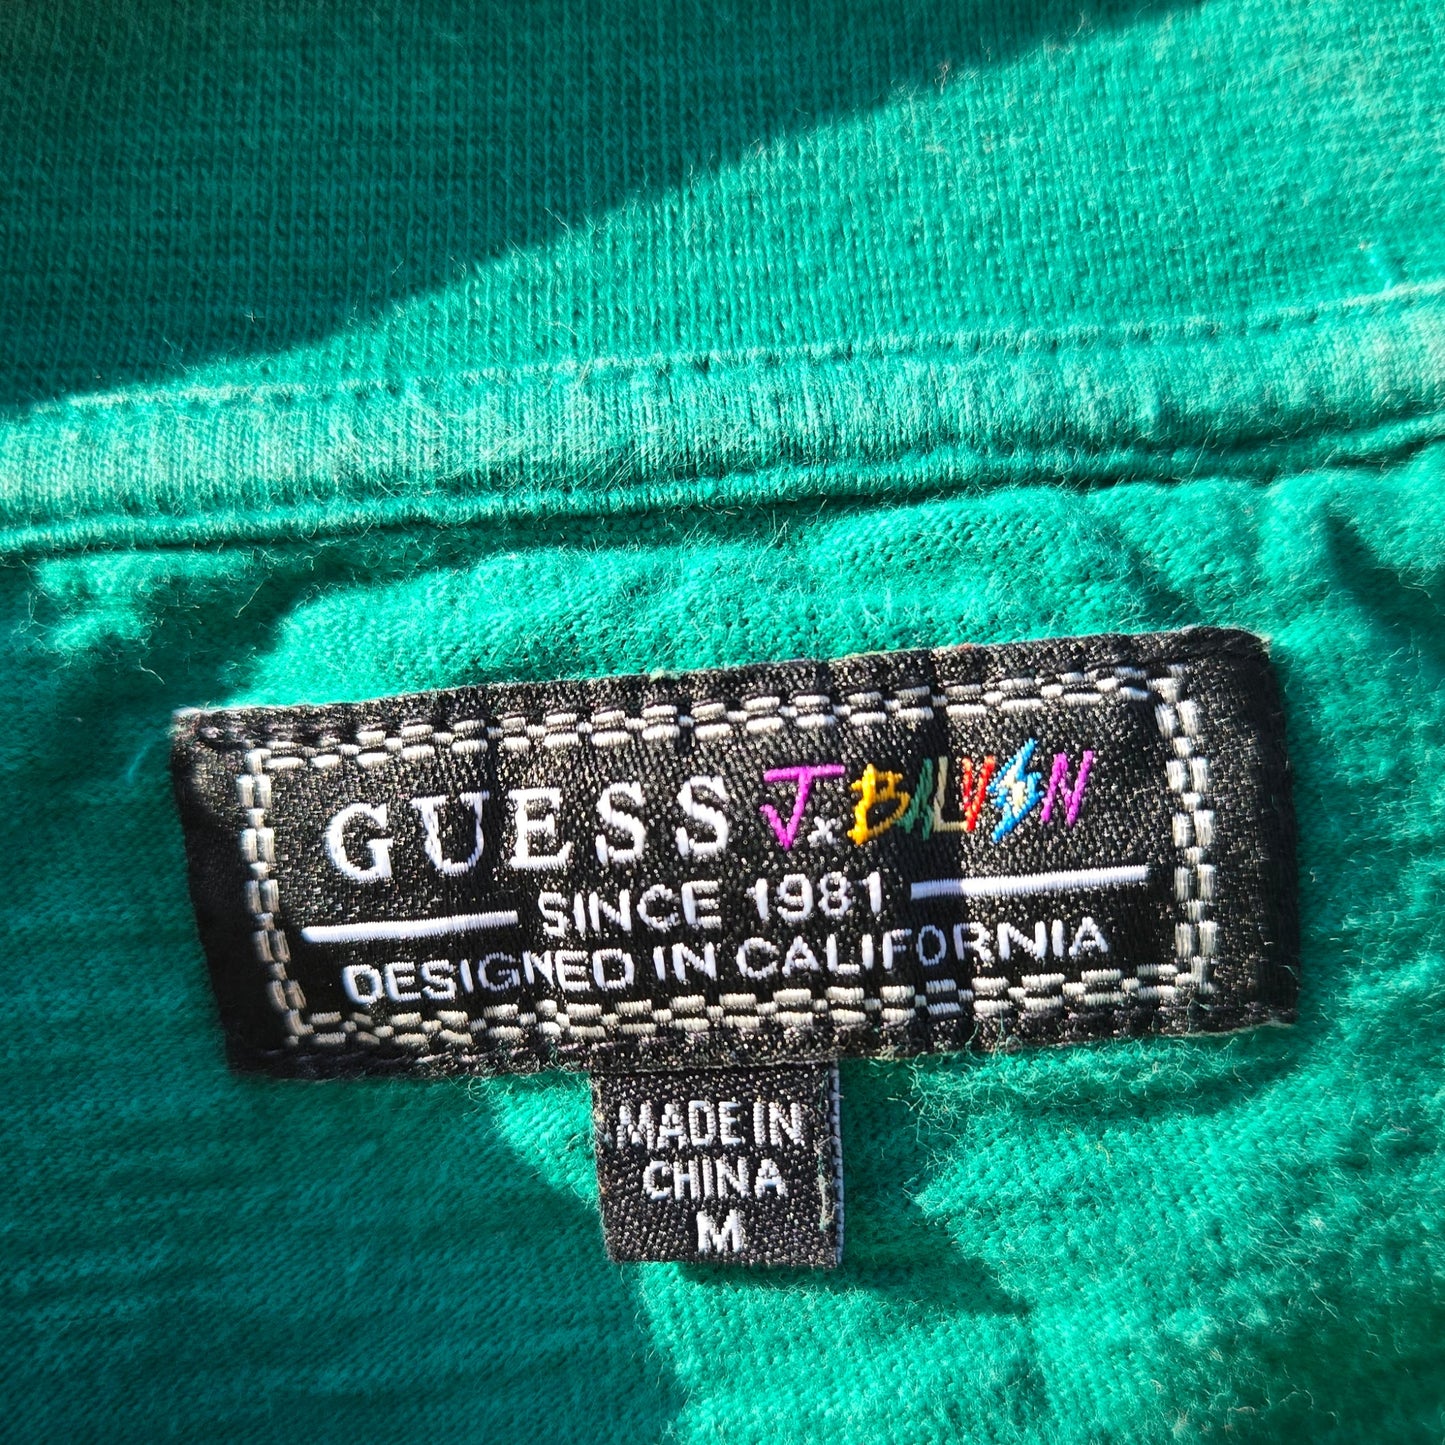 GUESS J x BALVIN
SINCE 1981
DESIGNED IN CALIFORNIA
MADE IN
CHINA
M